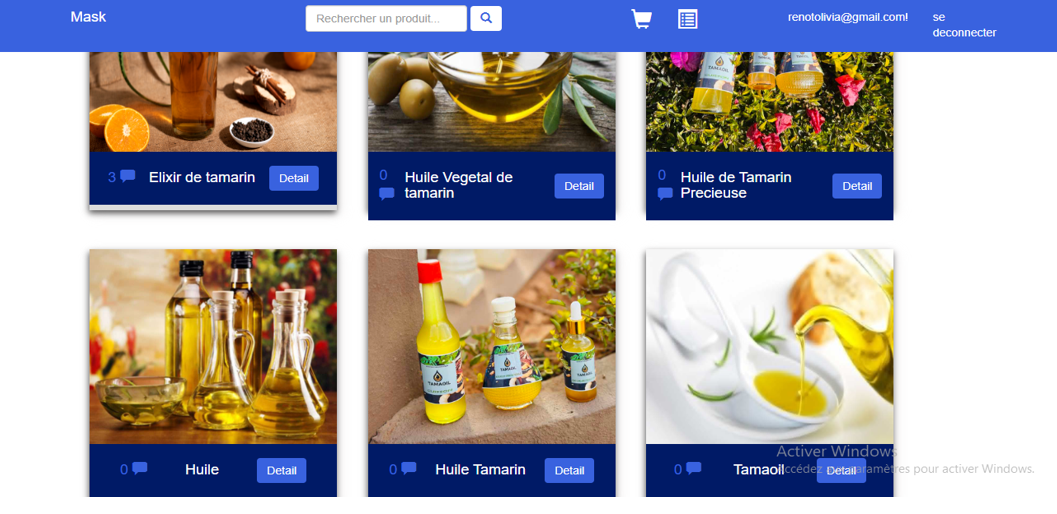 Mask
Rechercher un produit...
renotolivia@gmail.com!
se
deconnecter
3
Elixir de tamarin
Detail
0
Huile Vegetal de
tamarin
Detail
0
Huile de Tamarin
Precieuse
Detail
TAMAOIL
TAMAOIL
0
Huile
Detail
0
Huile Tamarin
Detail
0
Tamaoil
Detail
Activer Windows
Accédez aux paramètres pour activer Windows.